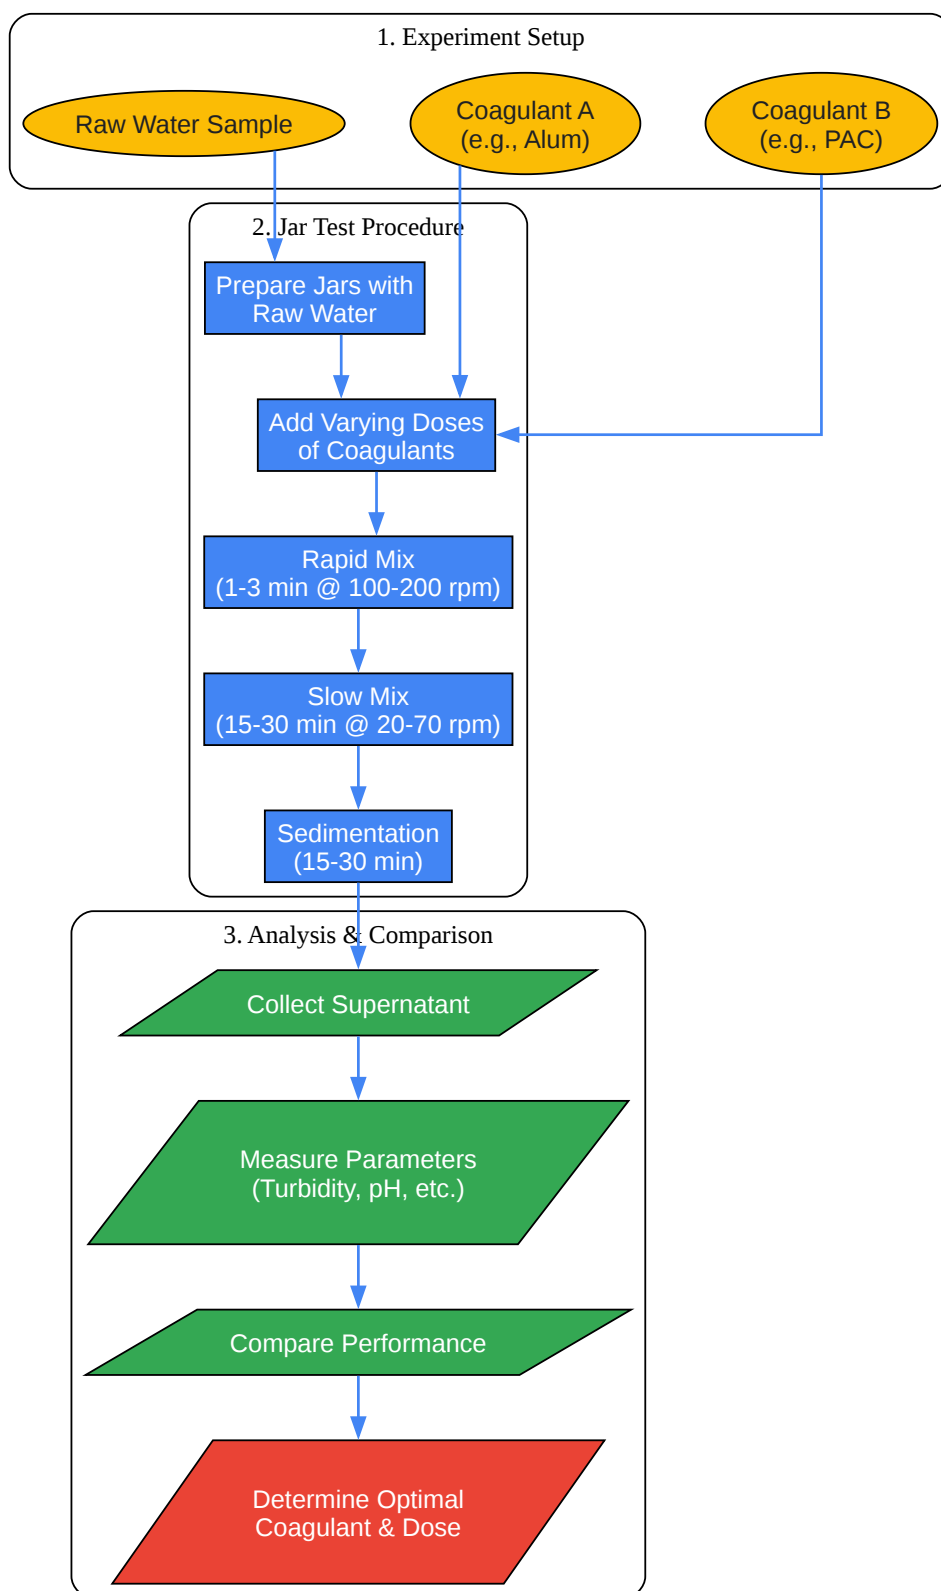 1. Experiment Setup
Raw Water Sample
Coagulant A
(e.g., Alum)
Coagulant B
(e.g., PAC)
2. Jar Test Procedure
Prepare Jars with
Raw Water
Add Varying Doses
of Coagulants
Rapid Mix
(1-3 min @ 100-200 rpm)
Slow Mix
(15-30 min @ 20-70 rpm)
Sedimentation
(15-30 min)
3. Analysis & Comparison
Collect Supernatant
Measure Parameters
(Turbidity, pH, etc.)
Compare Performance
Determine Optimal
Coagulant & Dose